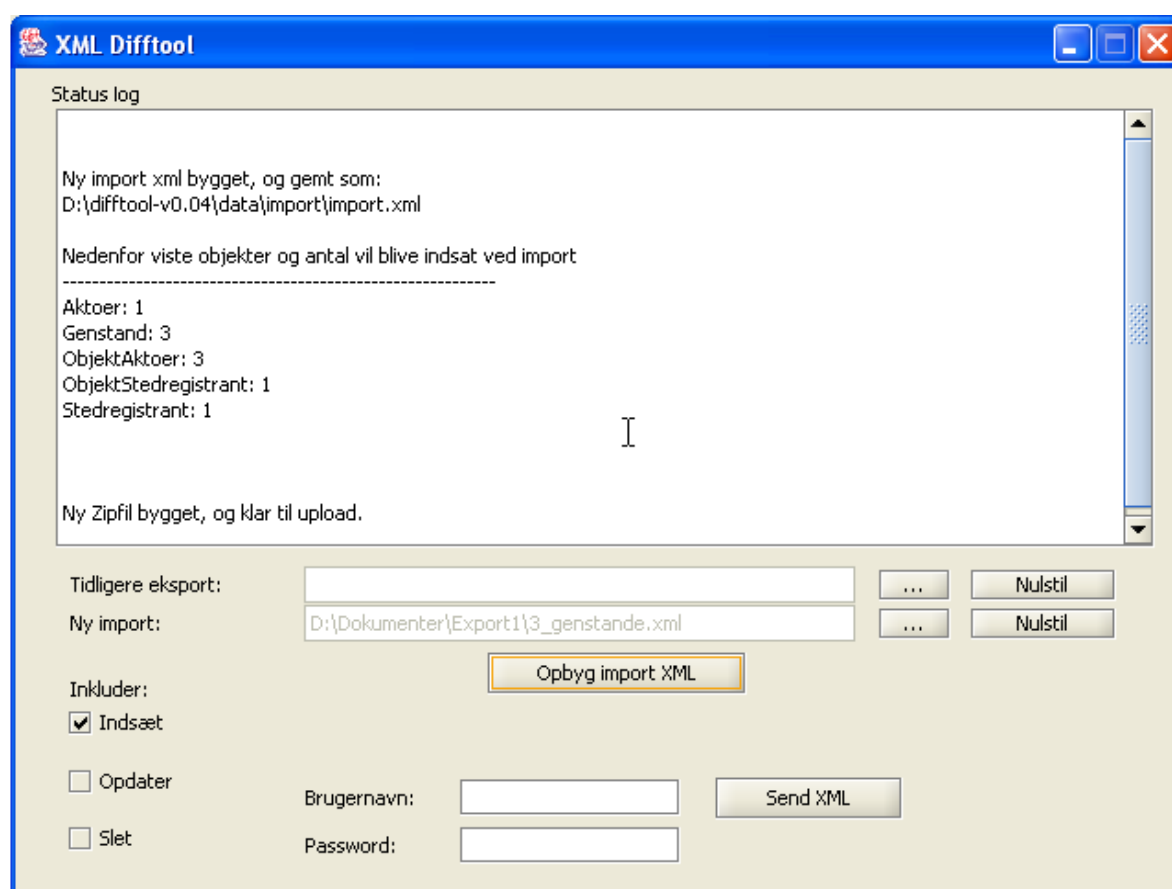 XML Difftool
Status log
Ny import xml bygget, og gemt som:
D:\difftool-v0.04\data\import\import.xml
Nedenfor viste objekter og antal vil blive indsat ved import
-----------------------------------------------------------
Aktoer: 1
Genstand: 3
ObjektAktoer: 3
ObjektStedregistrant: 1
Stedregistrant: 1
Ny Zipfil bygget, og klar til upload.
Tidligere eksport: ... Nulstil
Ny import: D:\Dokumenter\Export1\3_genstande.xml ... Nulstil
Opbyg import XML
Inkluder:
Indsæt
Opdater
Brugernavn: Send XML
Slet
Password: